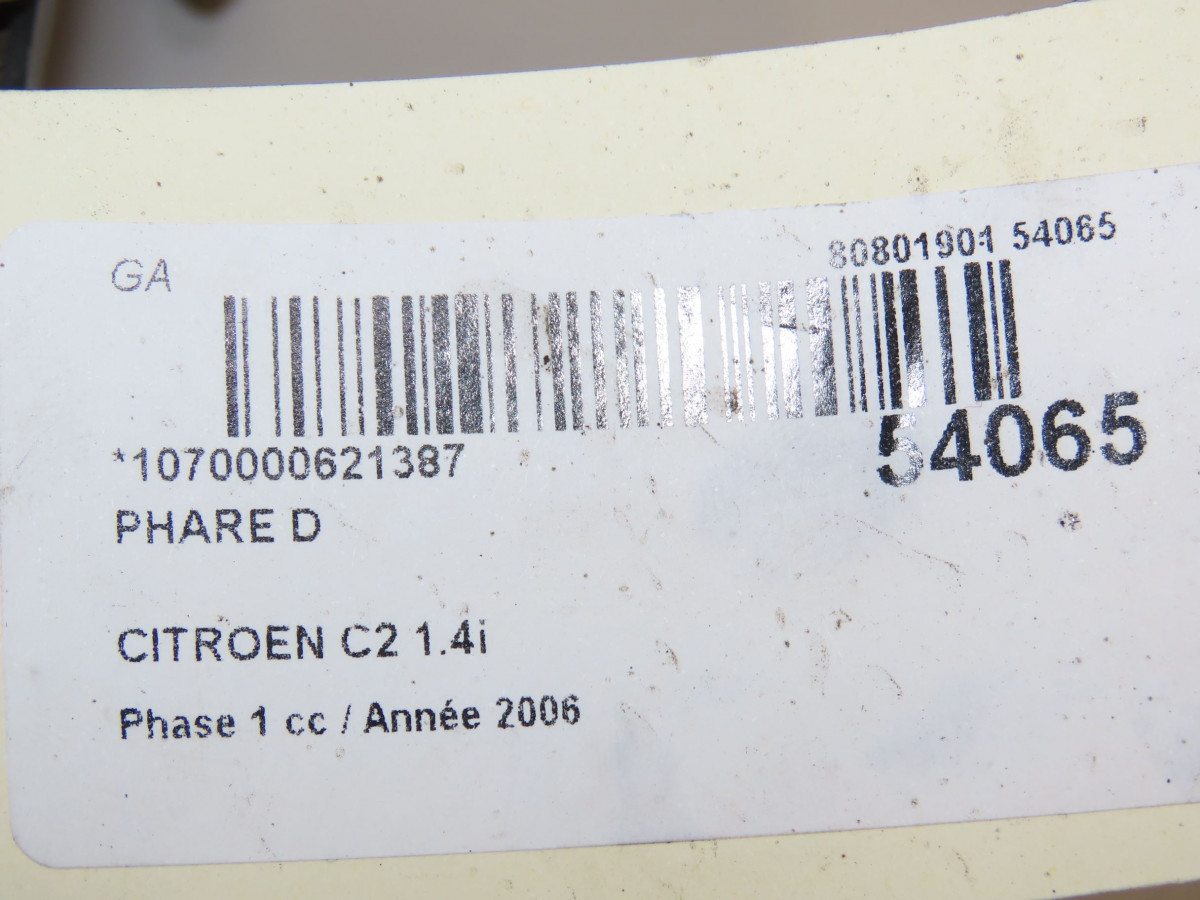 GA
80801901 54065
*1070000621387
54065
PHARE D
CITROEN C2 1.4i
Phase 1 cc / Année 2006